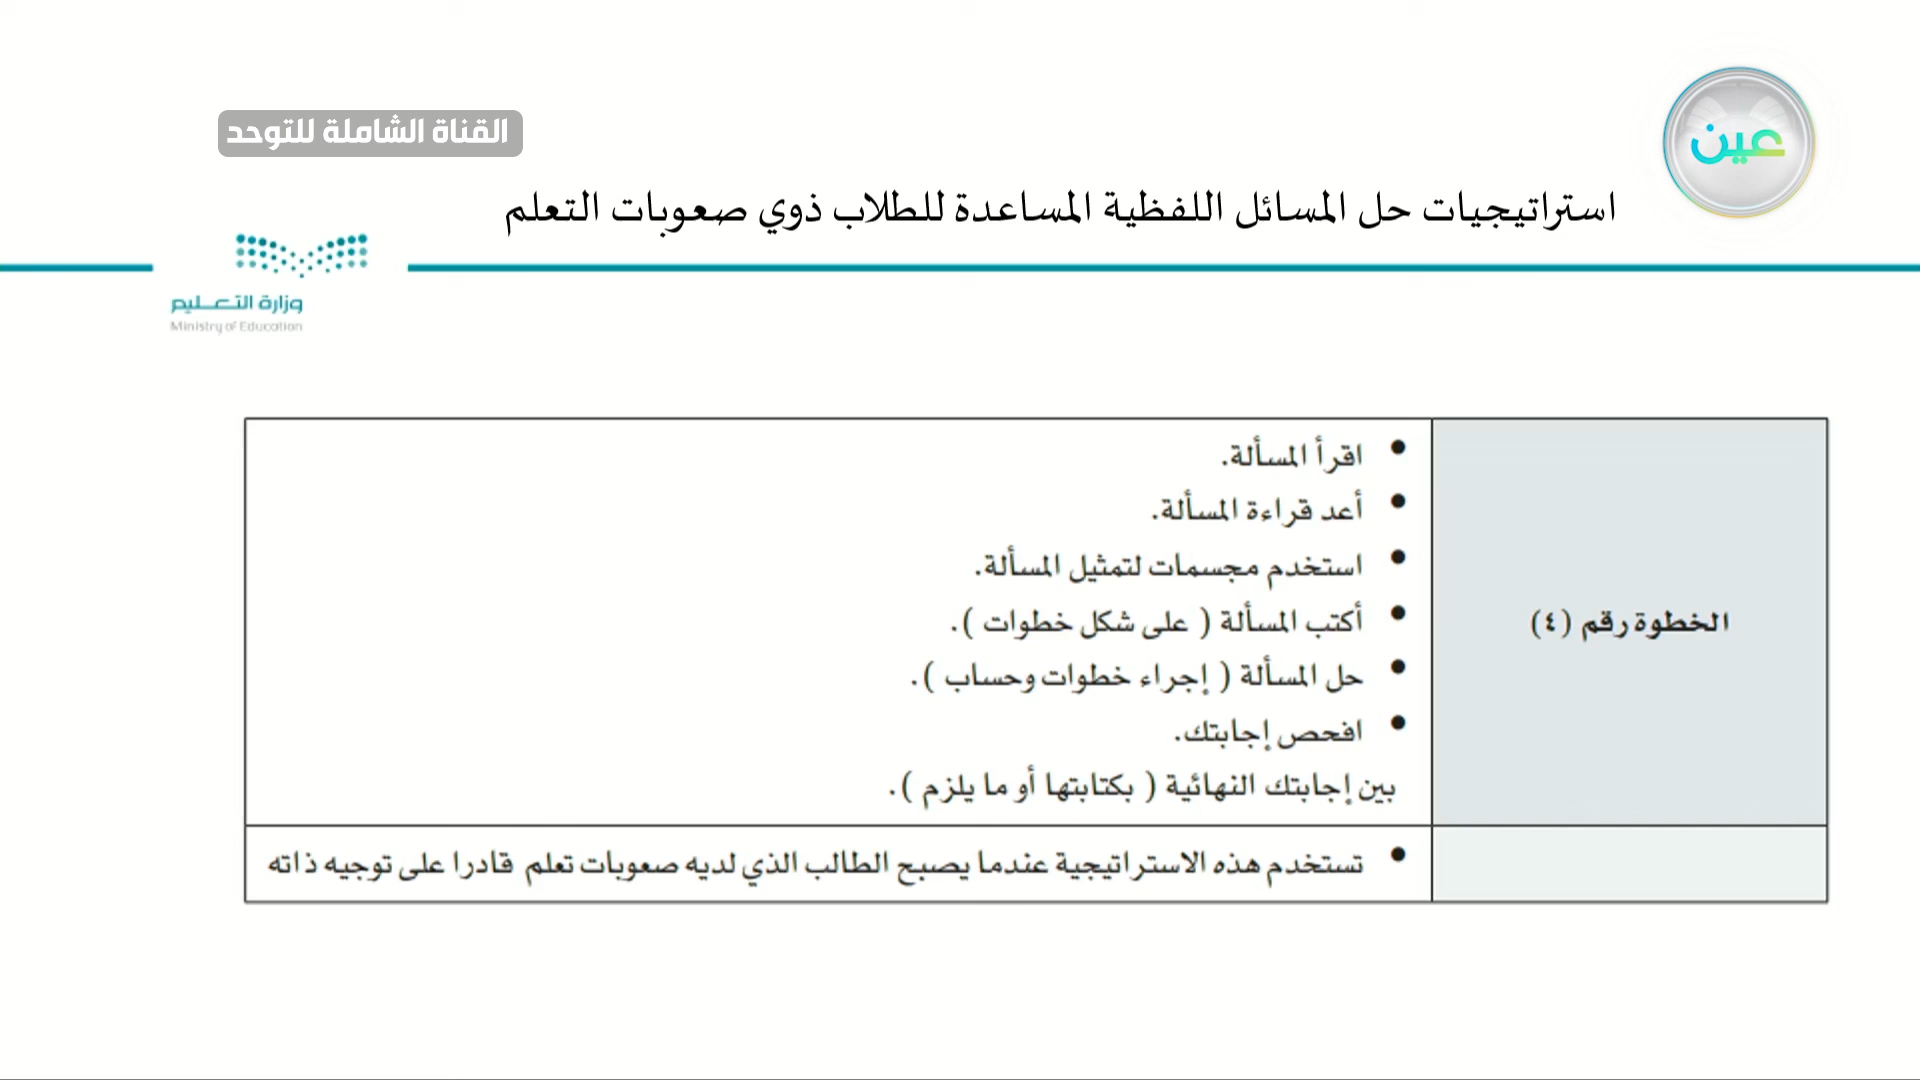 القناة الشاملة للتوحد
عين
استراتيجيات حل المسائل اللفظية المساعدة للطلاب ذوي صعوبات التعلم
وزارة التعليم
Ministry of Education
الخطوة رقم (٤)
• اقرأ المسألة.
• أعد قراءة المسألة.
• استخدم مجسمات لتمثيل المسألة.
• أكتب المسألة ( على شكل خطوات ).
• حل المسألة ( إجراء خطوات وحساب ).
• افحص إجابتك.
بين إجابتك النهائية ( بكتابتها أو ما يلزم ).
• تستخدم هذه الاستراتيجية عندما يصبح الطالب الذي لديه صعوبات تعلم قادرا على توجيه ذاته